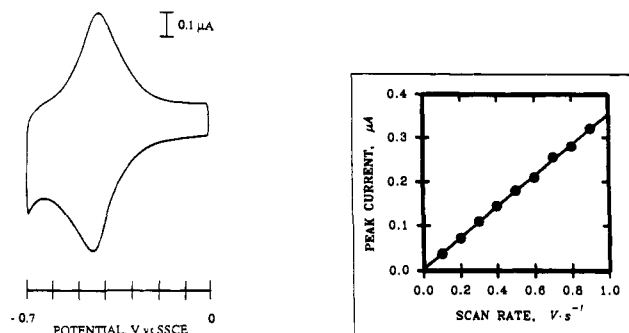 0.1 µA
-0.7 0
POTENTIAL, V vs SSCE
0.4
0.3
0.2
0.1
0.0
PEAK CURRENT, µA
0.0 0.2 0.4 0.6 0.8 1.0
SCAN RATE, V·s⁻¹